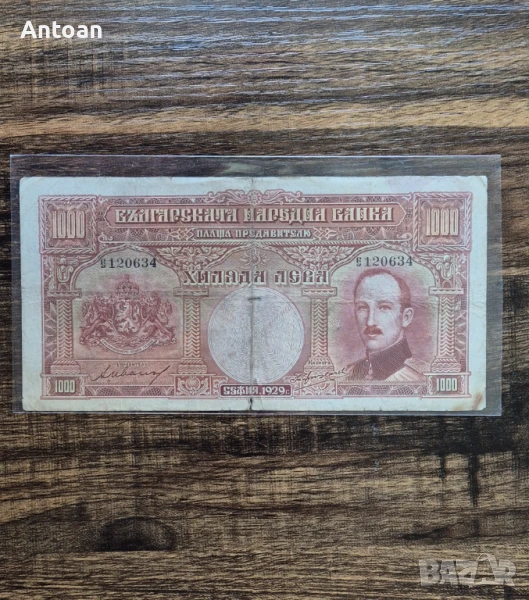 Antoan
1000 БЪЛГАРСКАТА НАРОДНА БАНКА 1000
ПЛАЩА ПРЕДЯВИТЕЛЮ
120634 120634
ХИЛЯДА ЛЕВА
1000 СОФИЯ, 1929 г. 1000
BAZAR